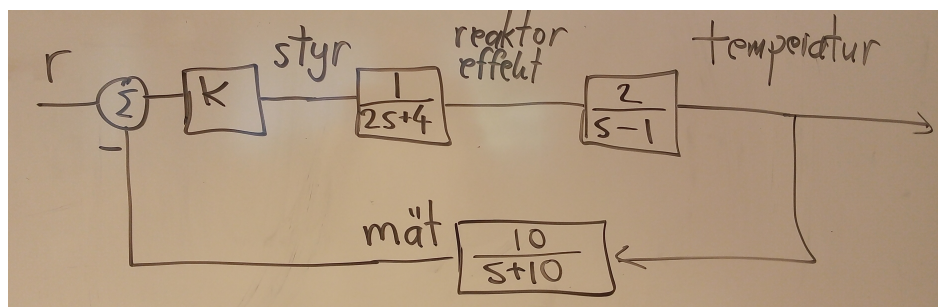 r
Σ
-
K
styr
1
2s+4
reaktor
effekt
2
s-1
temperatur
mät
10
s+10